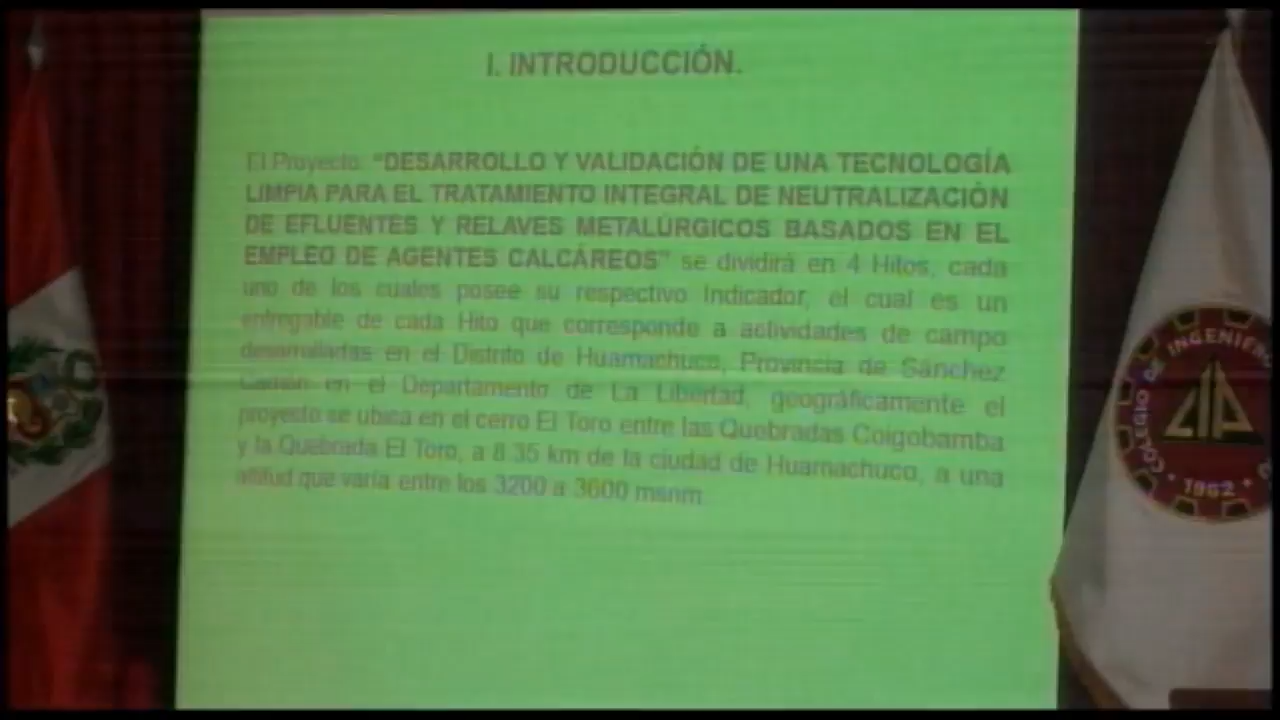 I. INTRODUCCIÓN.
El Proyecto: "DESARROLLO Y VALIDACIÓN DE UNA TECNOLOGÍA
LIMPIA PARA EL TRATAMIENTO INTEGRAL DE NEUTRALIZACIÓN
DE EFLUENTES Y RELAVES METALÚRGICOS BASADOS EN EL
EMPLEO DE AGENTES CALCÁREOS" se dividirá en 4 Hitos, cada
uno de los cuales posee su respectivo Indicador, el cual es un
entregable de cada Hito que corresponde a actividades de campo
desarrolladas en el Distrito de Huamachuco, Provincia de Sánchez
Carrión en el Departamento de La Libertad, geográficamente el
proyecto se ubica en el cerro El Toro entre las Quebradas Coigobamba
y la Quebrada El Toro, a 8.35 km de la ciudad de Huamachuco, a una
altitud que varía entre los 3200 a 3600 msnm
COLEGIO DE INGENIEROS
CIP
1962